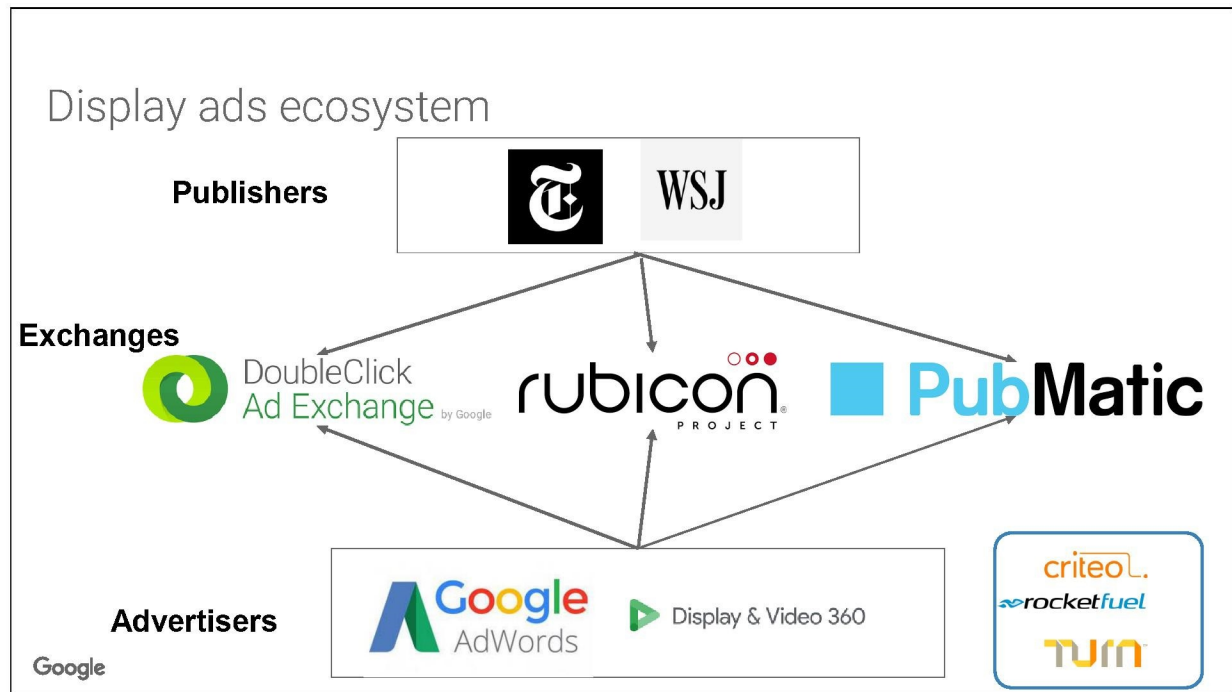 Display ads ecosystem
Publishers
T
WSJ
Exchanges
DoubleClick
Ad Exchange by Google
rubicon®
PROJECT
PubMatic
Advertisers
Google
AdWords
Display & Video 360
criteo.
rocketfuel
TURN
Google